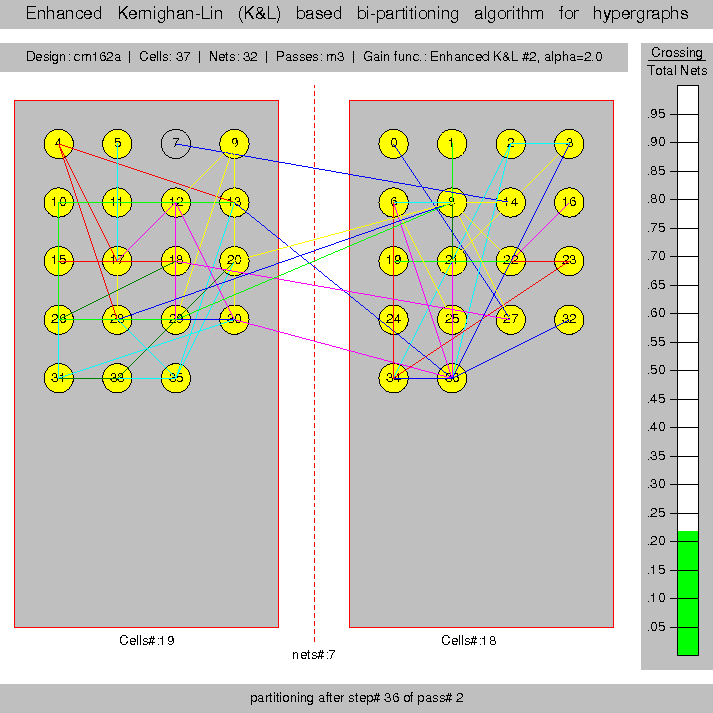 Enhanced Kernighan-Lin (K&L) based bi-partitioning algorithm for hypergraphs
Design: cm162a | Cells: 37 | Nets: 32 | Passes: m3 | Gain func.: Enhanced K&L #2, alpha=2.0
Crossing
Total Nets
4 5 7 9 0 1 2 3
10 11 12 13 6 14 16
15 17 18 20 19 21 22 23
28 29 30 24 25 27 32
31 35 34
.95
.90
.85
.80
.75
.70
.65
.60
.55
.50
.45
.40
.35
.30
.25
.20
.15
.10
.05
Cells#:19
Cells#:18
nets#:7
partitioning after step# 36 of pass# 2